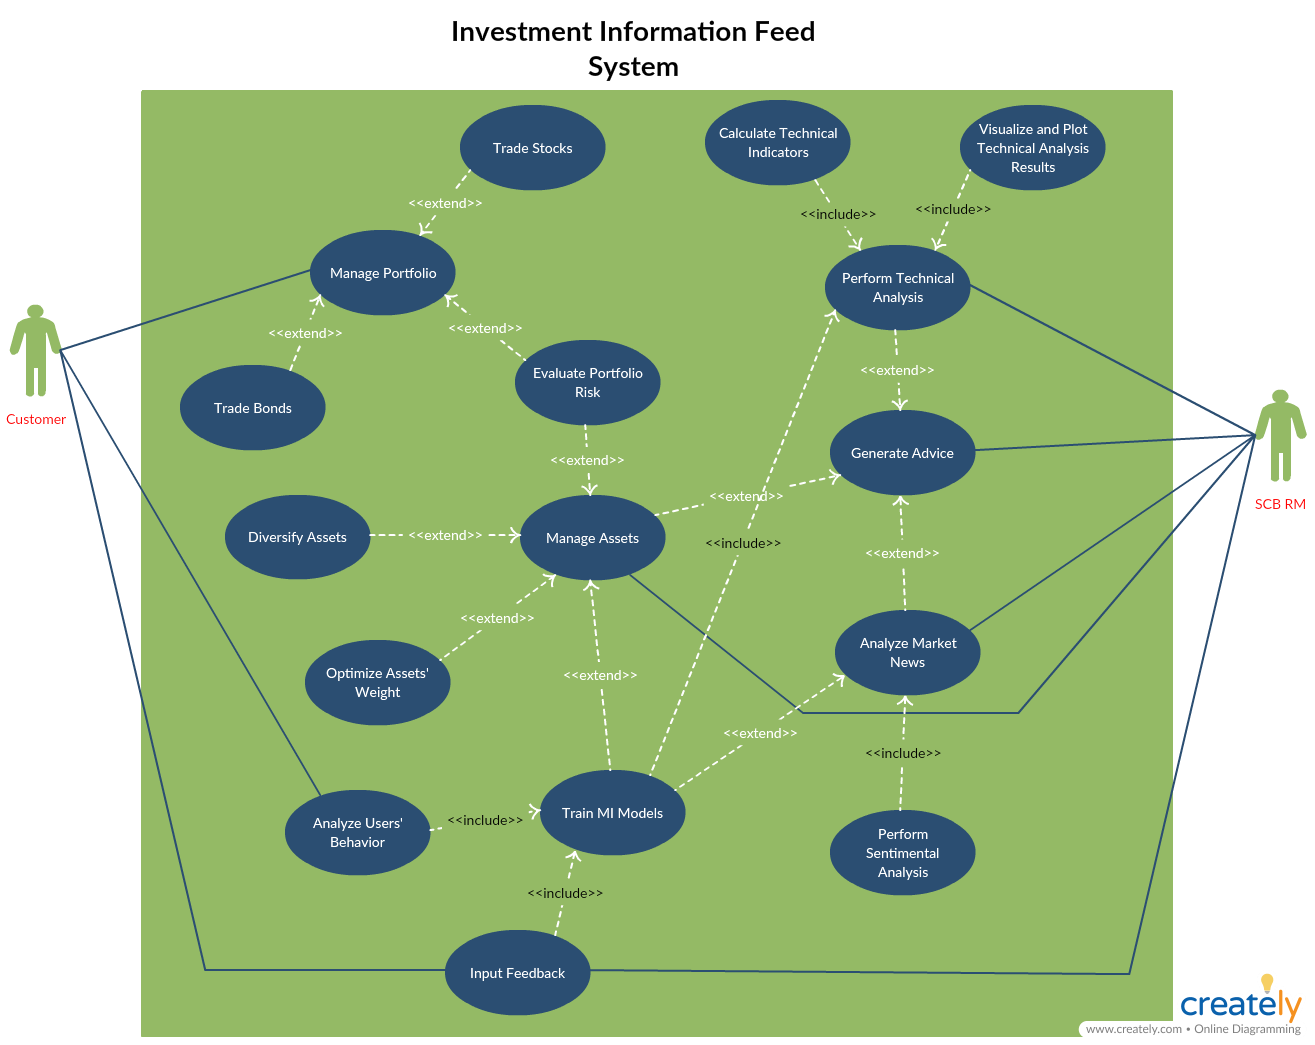 Investment Information Feed
System
Trade Stocks
Calculate Technical
Indicators
Visualize and Plot
Technical Analysis
Results
<<extend>>
<<include>>
<<include>>
Manage Portfolio
Perform Technical
Analysis
<<extend>>
<<extend>>
Evaluate Portfolio
Risk
<<extend>>
Trade Bonds
Customer
Generate Advice
<<extend>>
<<extend>>
SCB RM
Diversify Assets
<<extend>>
Manage Assets
<<include>>
<<extend>>
<<extend>>
Analyze Market
News
Optimize Assets'
Weight
<<extend>>
<<extend>>
<<include>>
Train MI Models
Analyze Users'
Behavior
<<include>>
Perform
Sentimental
Analysis
<<include>>
Input Feedback
creately
www.creately.com • Online Diagramming